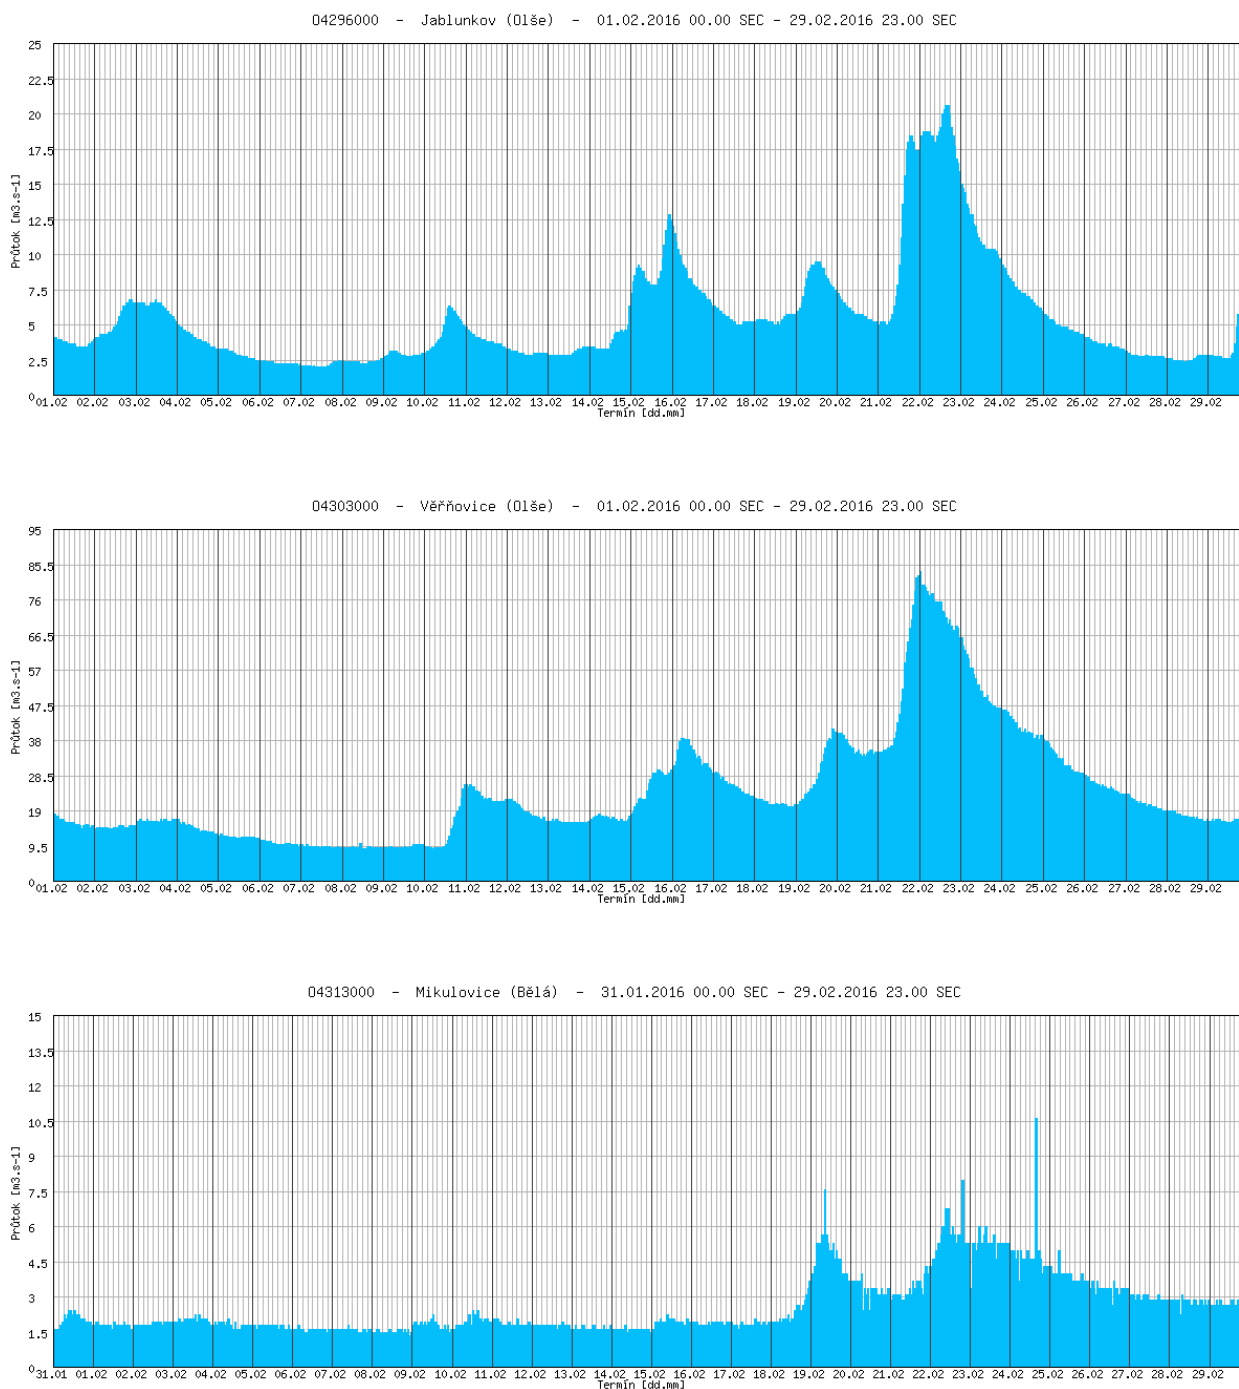 04296000 - Jablunkov (Olše) - 01.02.2016 00.00 SEC - 29.02.2016 23.00 SEC
25
22.5
20
17.5
15
12.5
10
7.5
5
2.5
0
Průtok [m3.s-1]
01.02 02.02 03.02 04.02 05.02 06.02 07.02 08.02 09.02 10.02 11.02 12.02 13.02 14.02 15.02 16.02 17.02 18.02 19.02 20.02 21.02 22.02 23.02 24.02 25.02 26.02 27.02 28.02 29.02
Termín [dd.mm]
04303000 - Věřňovice (Olše) - 01.02.2016 00.00 SEC - 29.02.2016 23.00 SEC
95
85.5
76
66.5
57
47.5
38
28.5
19
9.5
0
Průtok [m3.s-1]
01.02 02.02 03.02 04.02 05.02 06.02 07.02 08.02 09.02 10.02 11.02 12.02 13.02 14.02 15.02 16.02 17.02 18.02 19.02 20.02 21.02 22.02 23.02 24.02 25.02 26.02 27.02 28.02 29.02
Termín [dd.mm]
04313000 - Mikulovice (Bělá) - 31.01.2016 00.00 SEC - 29.02.2016 23.00 SEC
15
13.5
12
10.5
9
7.5
6
4.5
3
1.5
0
Průtok [m3.s-1]
31.01 01.02 02.02 03.02 04.02 05.02 06.02 07.02 08.02 09.02 10.02 11.02 12.02 13.02 14.02 15.02 16.02 17.02 18.02 19.02 20.02 21.02 22.02 23.02 24.02 25.02 26.02 27.02 28.02 29.02
Termín [dd.mm]